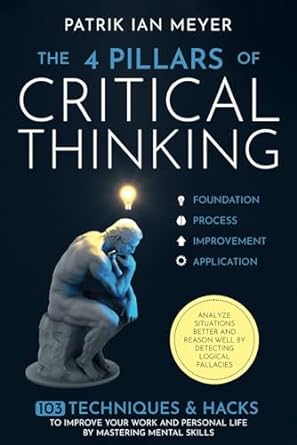 PATRIK IAN MEYER
THE 4 PILLARS OF
CRITICAL
THINKING
FOUNDATION
PROCESS
IMPROVEMENT
APPLICATION
ANALYZE
SITUATIONS
BETTER AND
REASON WELL BY
DETECTING
LOGICAL
FALLACIES
103 TECHNIQUES & HACKS
TO IMPROVE YOUR WORK AND PERSONAL LIFE
BY MASTERING MENTAL SKILLS